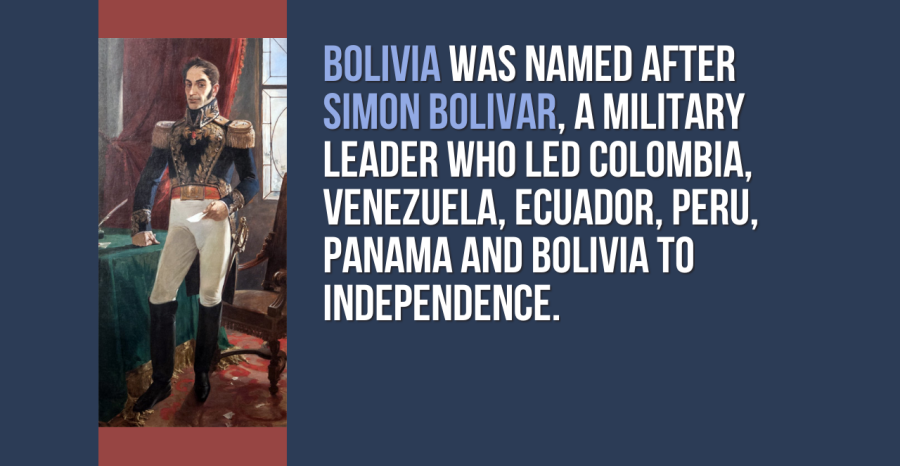 BOLIVIA WAS NAMED AFTER
SIMON BOLIVAR, A MILITARY
LEADER WHO LED COLOMBIA,
VENEZUELA, ECUADOR, PERU,
PANAMA AND BOLIVIA TO
INDEPENDENCE.